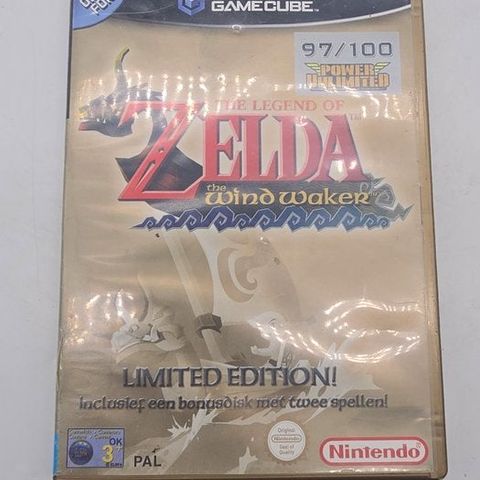 GAMECUBE
97/100
POWER
UNLIMITED
THE LEGEND OF
ZELDA
the
wind waker
LIMITED EDITION!
Inclusief een bonusdisk met twee spellen!
OK
3+
PAL
Original
Nintendo
Seal of
Quality
Nintendo